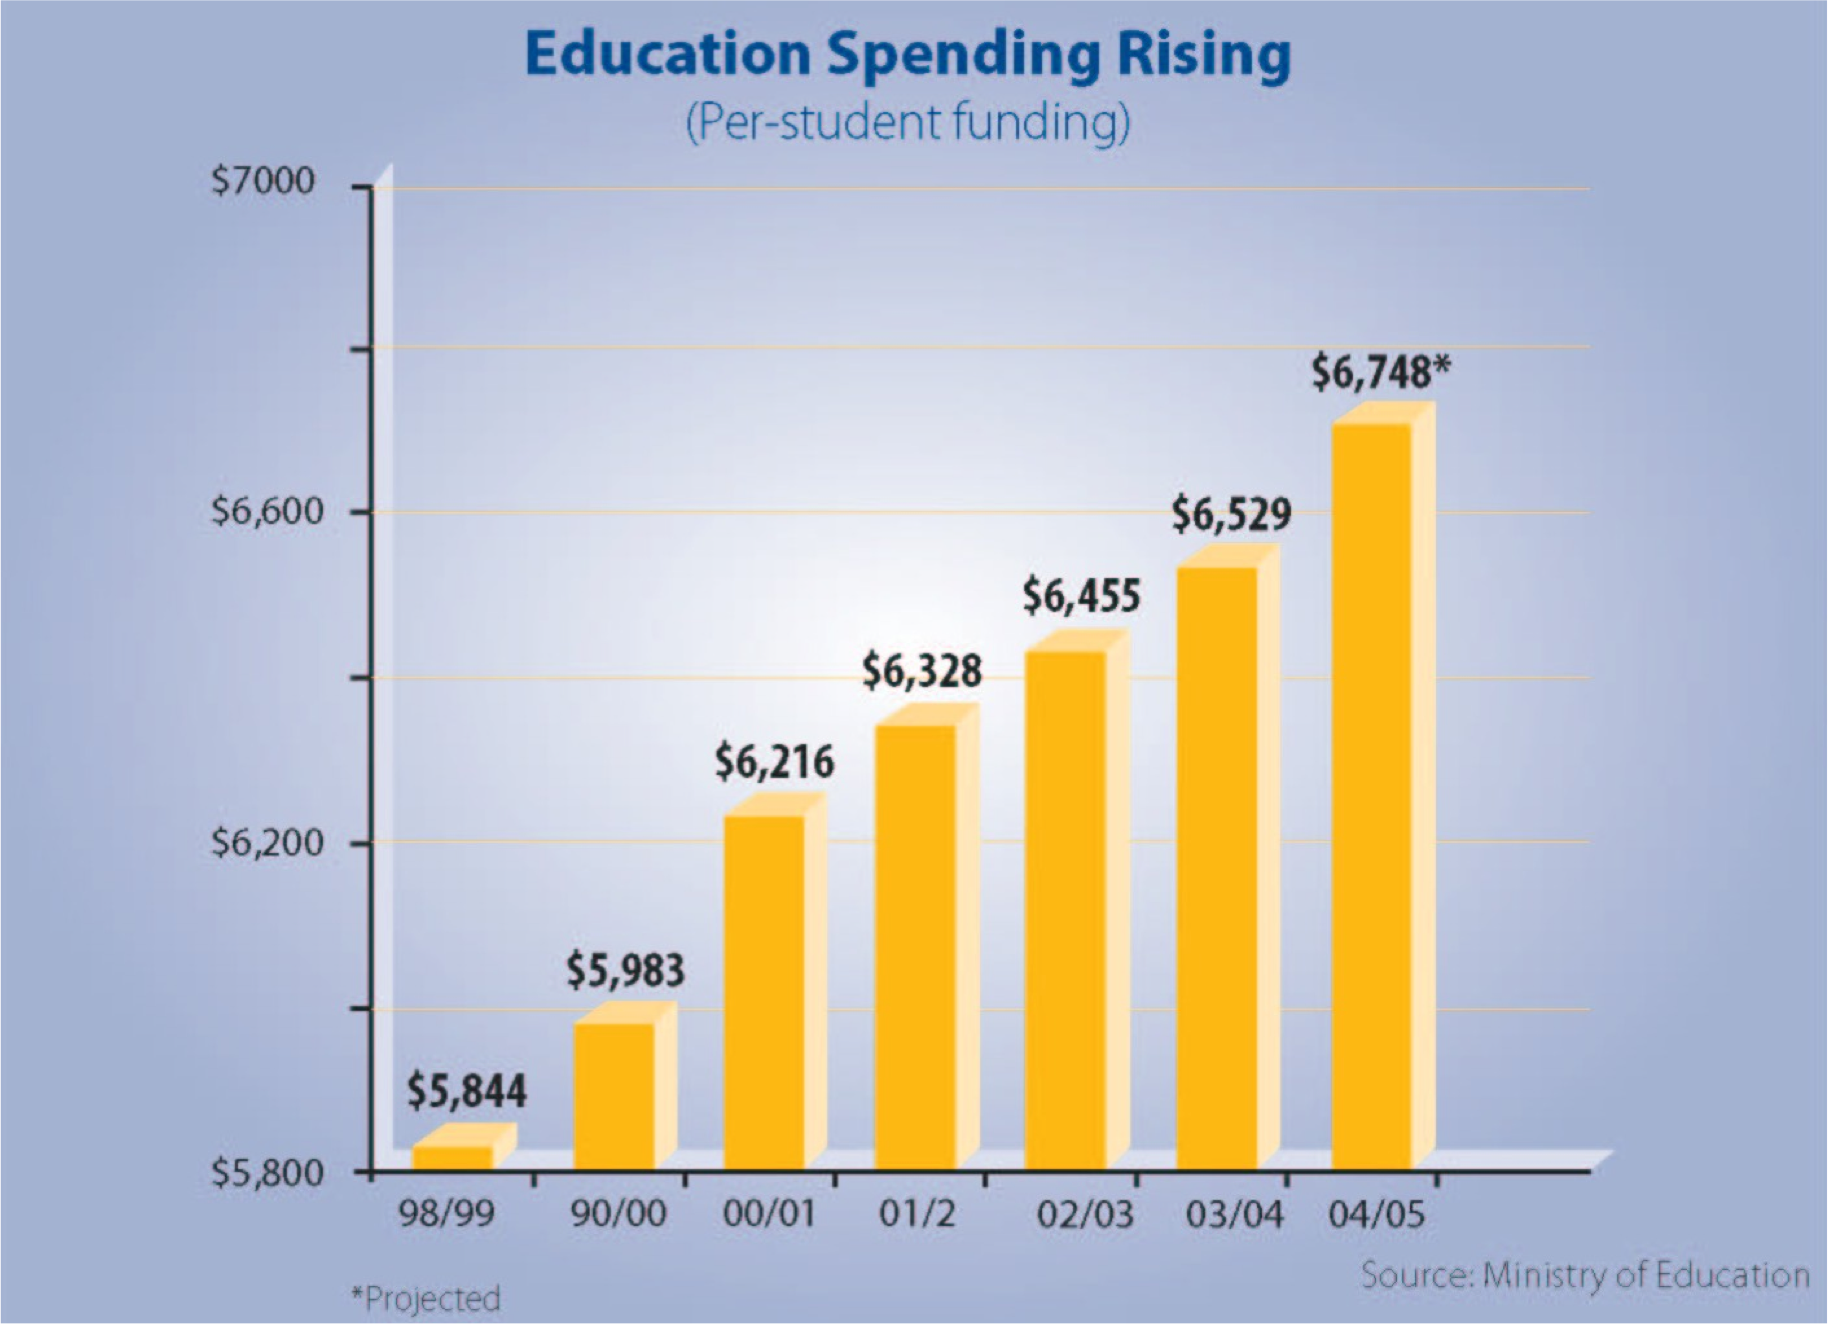 Education Spending Rising
(Per-student funding)
$7000
$6,600
$6,200
$5,800
$5,844
$5,983
$6,216
$6,328
$6,455
$6,529
$6,748*
98/99 90/00 00/01 01/2 02/03 03/04 04/05
*Projected
Source: Ministry of Education